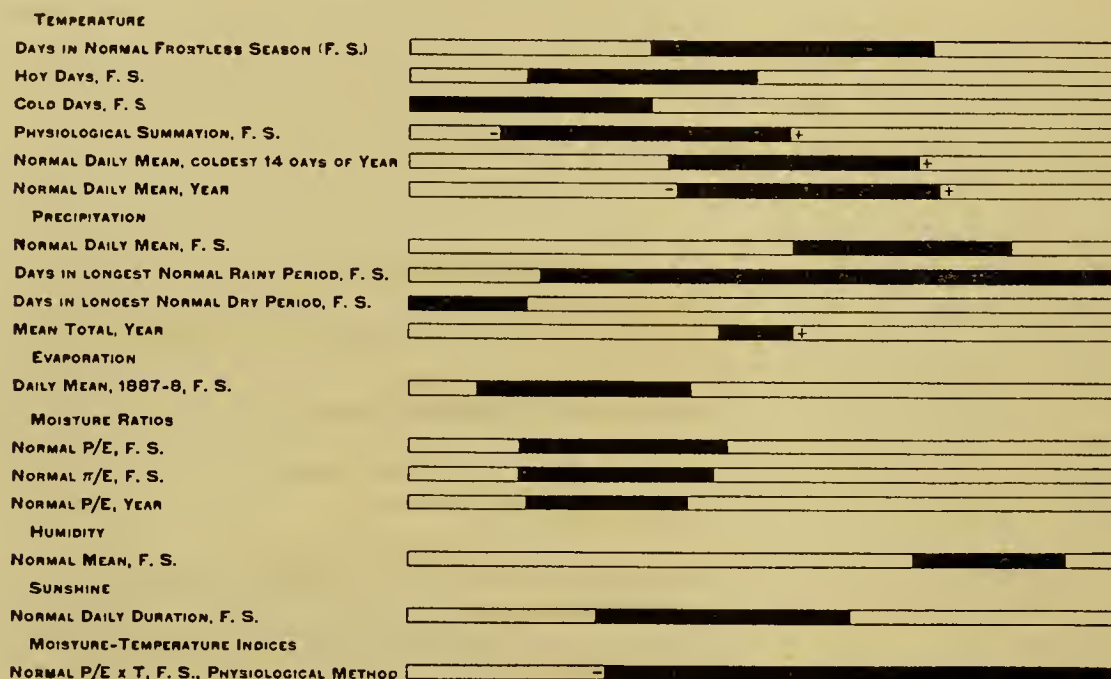 TEMPERATURE
DAYS IN NORMAL FROSTLESS SEASON (F. S.)
HOT DAYS, F. S.
COLD DAYS, F. S
PHYSIOLOGICAL SUMMATION, F. S. - +
NORMAL DAILY MEAN, COLDEST 14 DAYS OF YEAR +
NORMAL DAILY MEAN, YEAR - +
PRECIPITATION
NORMAL DAILY MEAN, F. S.
DAYS IN LONGEST NORMAL RAINY PERIOD, F. S.
DAYS IN LONGEST NORMAL DRY PERIOD, F. S.
MEAN TOTAL, YEAR +
EVAPORATION
DAILY MEAN, 1887-8, F. S.
MOISTURE RATIOS
NORMAL P/E, F. S.
NORMAL π/E, F. S.
NORMAL P/E, YEAR
HUMIDITY
NORMAL MEAN, F. S.
SUNSHINE
NORMAL DAILY DURATION, F. S.
MOISTURE-TEMPERATURE INDICES
NORMAL P/E x T, F. S., PHYSIOLOGICAL METHOD -